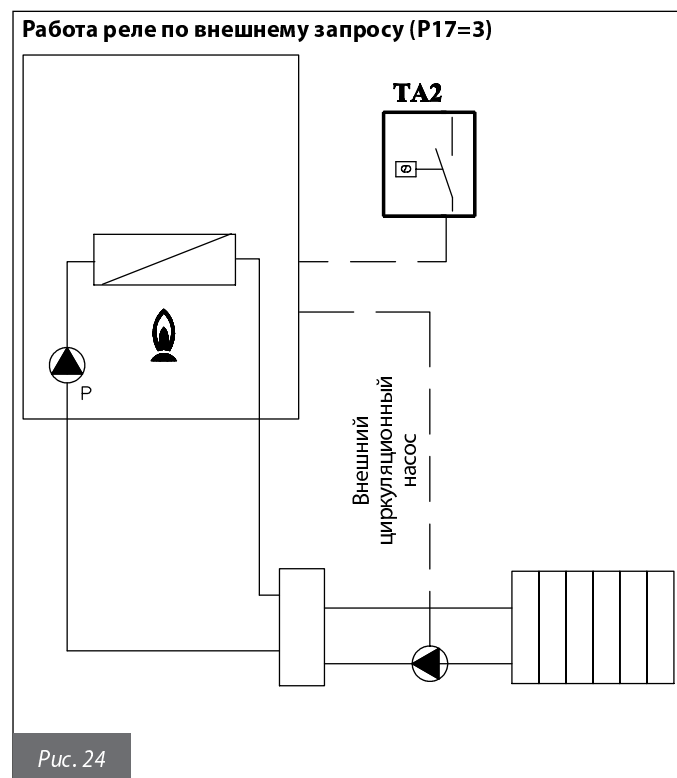 Работа реле по внешнему запросу (P17=3)
TA2
θ
P
Внешний
циркуляционный
насос
Рис. 24